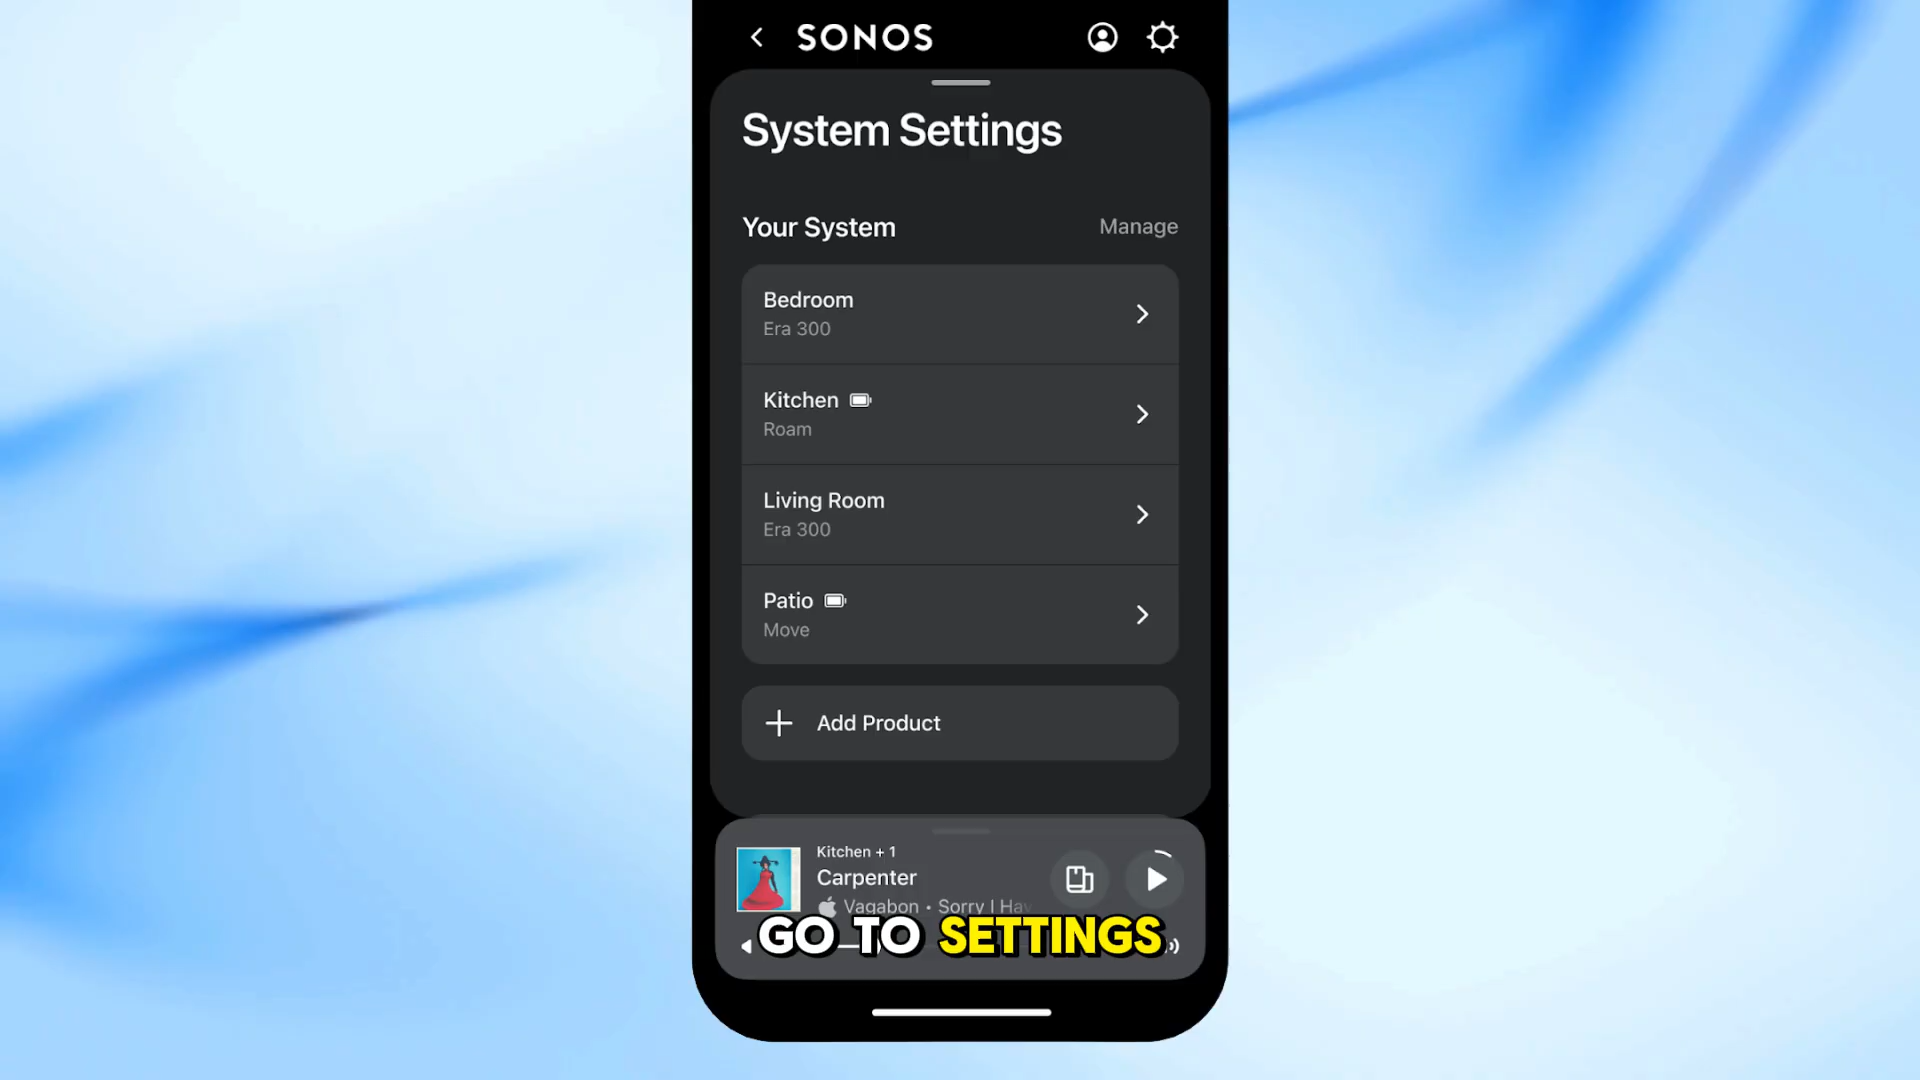 SONOS
System Settings
Your System
Manage
Bedroom
Era 300
Kitchen
Roam
Living Room
Era 300
Patio
Move
Add Product
Kitchen + 1
Carpenter
Vagabon • Sorry I Hav
GO TO SETTINGS